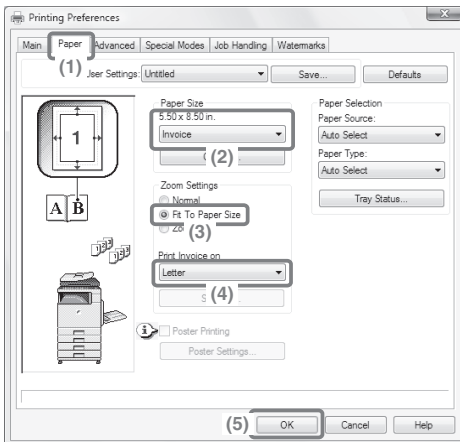 Printing Preferences
Main Paper Advanced Special Modes Job Handling Watermarks
(1) User Settings: Untitled Save... Defaults
Paper Size
5.50 x 8.50 in.
Invoice
(2)
Zoom Settings
Normal
Fit To Paper Size
(3)
Print Invoice on
Letter
(4)
Poster Printing
Poster Settings...
Paper Selection
Paper Source:
Auto Select
Paper Type:
Auto Select
Tray Status...
1
A B
123 123
(5) OK Cancel Help